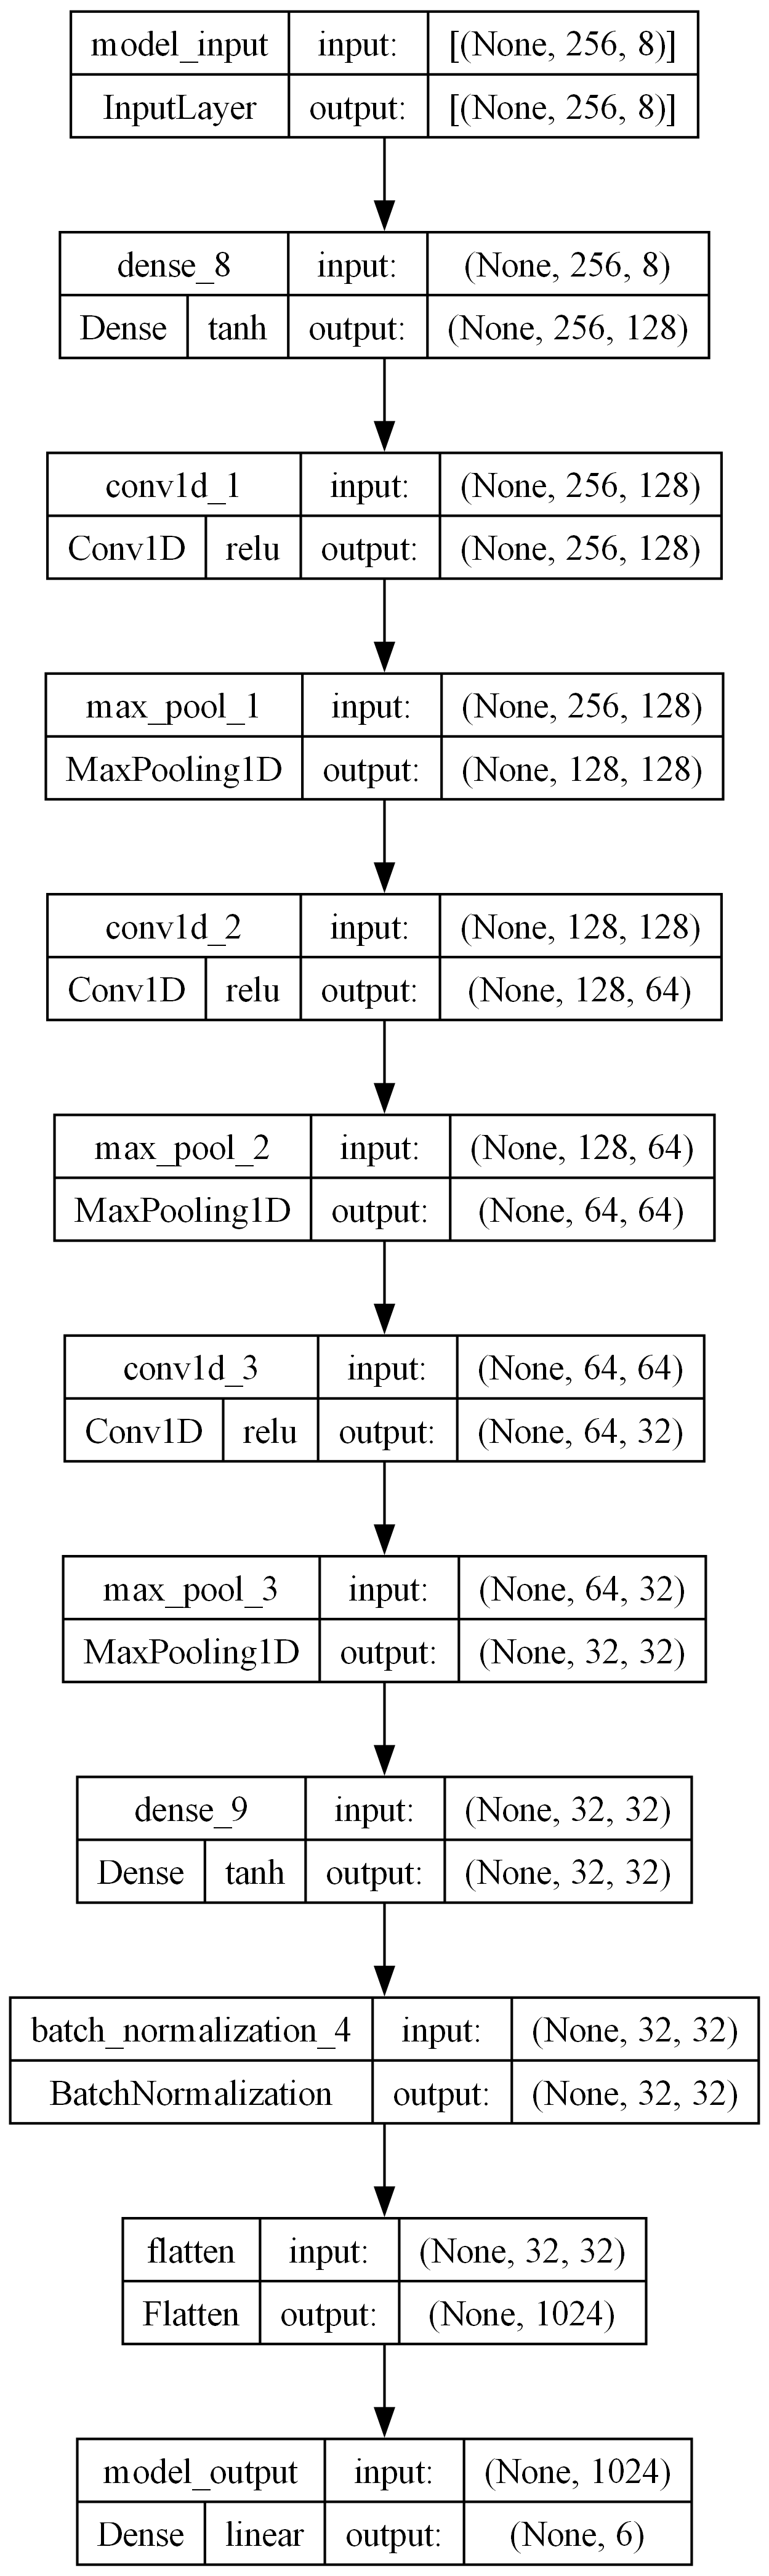 model_input input: [(None, 256, 8)]
InputLayer output: [(None, 256, 8)]
dense_8 input: (None, 256, 8)
Dense tanh output: (None, 256, 128)
conv1d_1 input: (None, 256, 128)
Conv1D relu output: (None, 256, 128)
max_pool_1 input: (None, 256, 128)
MaxPooling1D output: (None, 128, 128)
conv1d_2 input: (None, 128, 128)
Conv1D relu output: (None, 128, 64)
max_pool_2 input: (None, 128, 64)
MaxPooling1D output: (None, 64, 64)
conv1d_3 input: (None, 64, 64)
Conv1D relu output: (None, 64, 32)
max_pool_3 input: (None, 64, 32)
MaxPooling1D output: (None, 32, 32)
dense_9 input: (None, 32, 32)
Dense tanh output: (None, 32, 32)
batch_normalization_4 input: (None, 32, 32)
BatchNormalization output: (None, 32, 32)
flatten input: (None, 32, 32)
Flatten output: (None, 1024)
model_output input: (None, 1024)
Dense linear output: (None, 6)